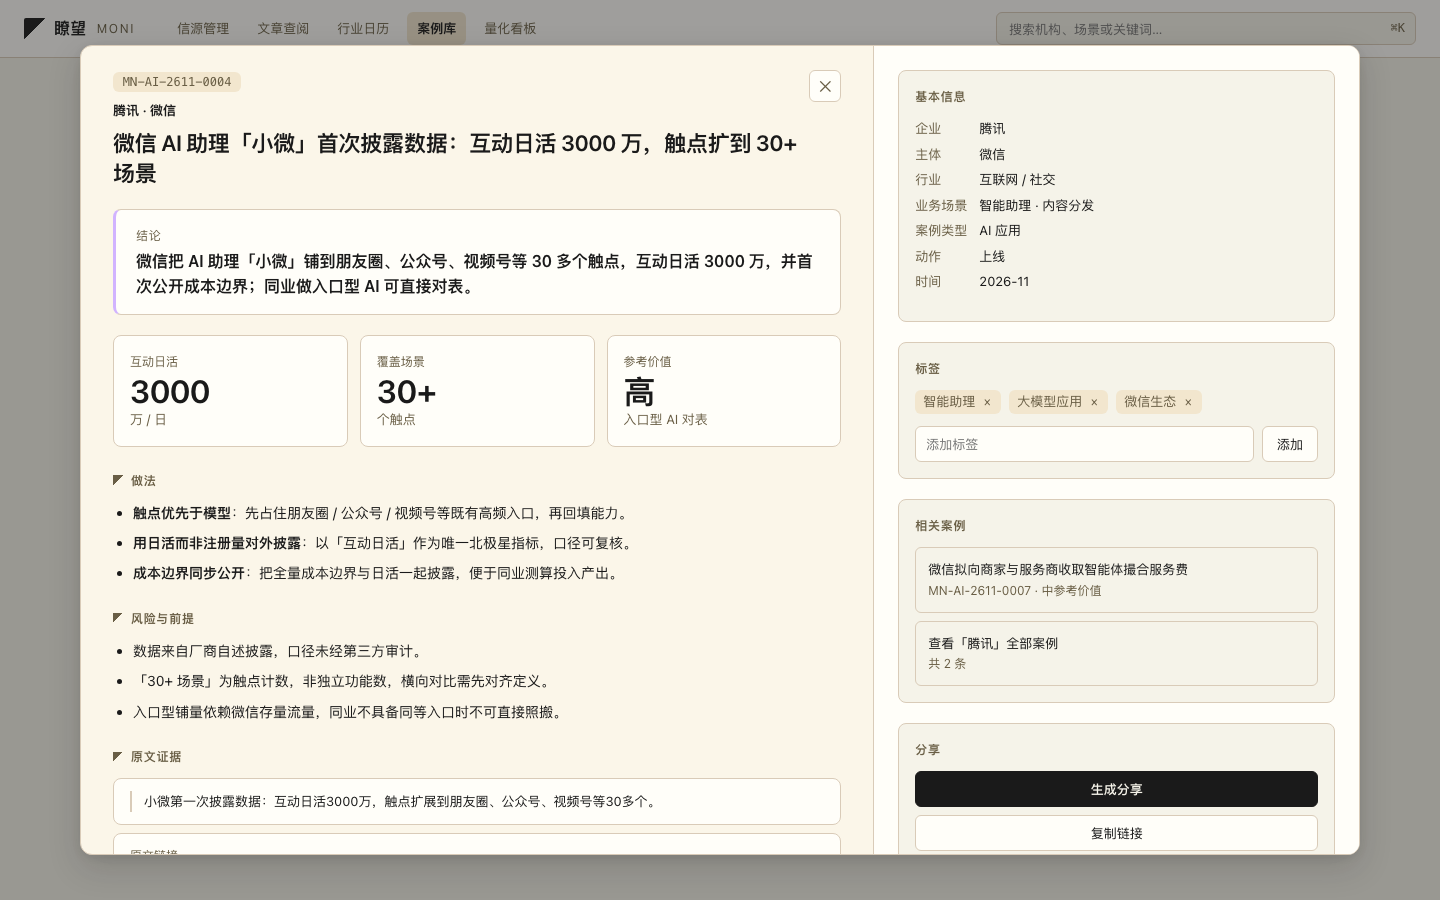 瞭望 MONI 信源管理 文章查阅 行业日历 案例库 量化看板 搜索机构、场景或关键词... ⌘K
MN-AI-2611-0004
腾讯 · 微信
微信 AI 助理「小微」首次披露数据：互动日活 3000 万，触点扩到 30+
场景
结论
微信把 AI 助理「小微」铺到朋友圈、公众号、视频号等 30 多个触点，互动日活 3000 万，并首
次公开成本边界；同业做入口型 AI 可直接对表。
互动日活
3000
万 / 日
覆盖场景
30+
个触点
参考价值
高
入口型 AI 对表
做法
• 触点优先于模型：先占住朋友圈 / 公众号 / 视频号等既有高频入口，再回填能力。
• 用日活而非注册量对外披露：以「互动日活」作为唯一北极星指标，口径可复核。
• 成本边界同步公开：把全量成本边界与日活一起披露，便于同业测算投入产出。
风险与前提
• 数据来自厂商自述披露，口径未经第三方审计。
• 「30+ 场景」为触点计数，非独立功能数，横向对比需先对齐定义。
• 入口型铺量依赖微信存量流量，同业不具备同等入口时不可直接照搬。
原文证据
小微第一次披露数据：互动日活3000万，触点扩展到朋友圈、公众号、视频号等30多个。
基本信息
企业 腾讯
主体 微信
行业 互联网 / 社交
业务场景 智能助理 · 内容分发
案例类型 AI 应用
动作 上线
时间 2026-11
标签
智能助理 × 大模型应用 × 微信生态 ×
添加标签 添加
相关案例
微信拟向商家与服务商收取智能体撮合服务费
MN-AI-2611-0007 · 中参考价值
查看「腾讯」全部案例
共 2 条
分享
生成分享
复制链接